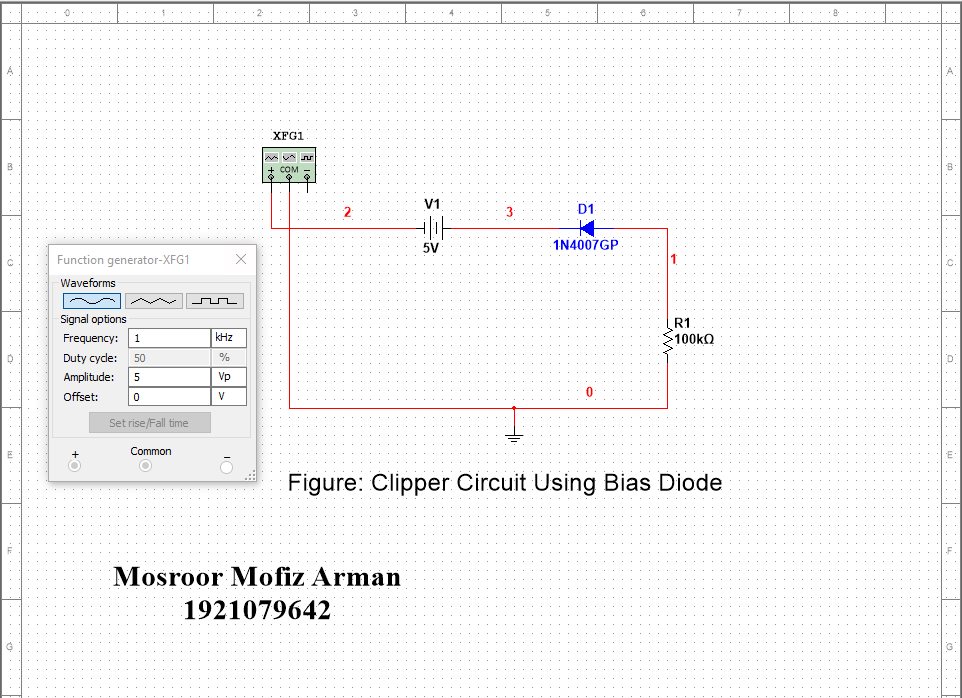 0 1 2 3 4 5 6 7 8
A A
B B
C C
D D
E E
F F
G G
XFG1
+ COM −
2
V1
5V
3
D1
1N4007GP
1
R1
100kΩ
0
Function generator-XFG1
Waveforms
Signal options
Frequency: 1 kHz
Duty cycle: 50 %
Amplitude: 5 Vp
Offset: 0 V
Set rise/Fall time
+ Common −
Figure: Clipper Circuit Using Bias Diode
Mosroor Mofiz Arman
1921079642